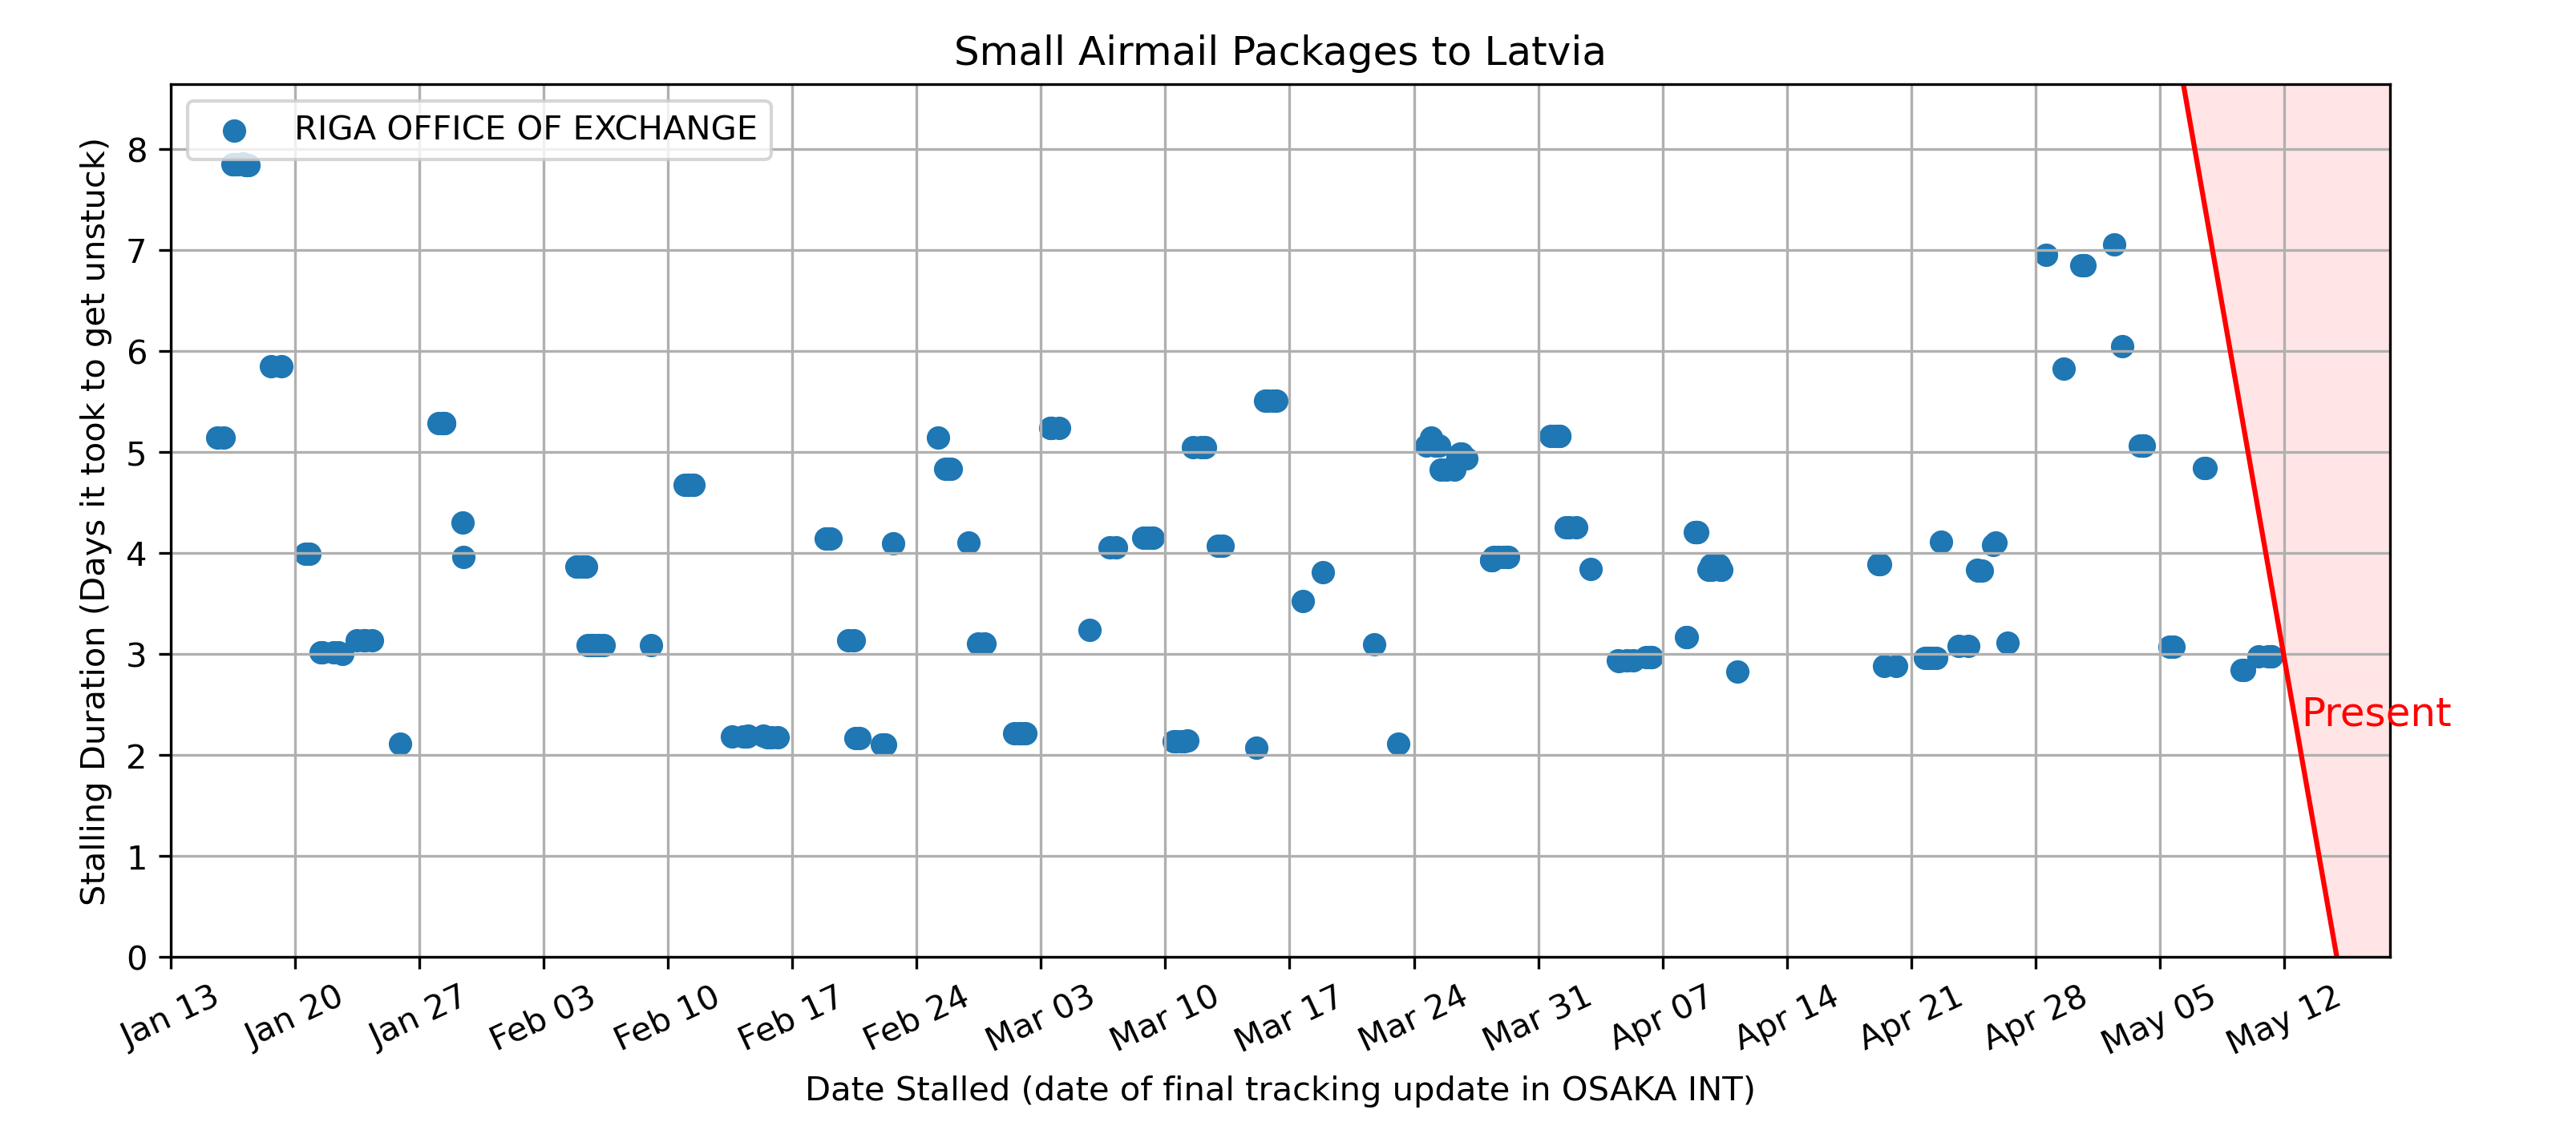 Small Airmail Packages to Latvia
RIGA OFFICE OF EXCHANGE
Stalling Duration (Days it took to get unstuck)
8
7
6
5
4
3
2
1
0
Present
Jan 13
Jan 20
Jan 27
Feb 03
Feb 10
Feb 17
Feb 24
Mar 03
Mar 10
Mar 17
Mar 24
Mar 31
Apr 07
Apr 14
Apr 21
Apr 28
May 05
May 12
Date Stalled (date of final tracking update in OSAKA INT)